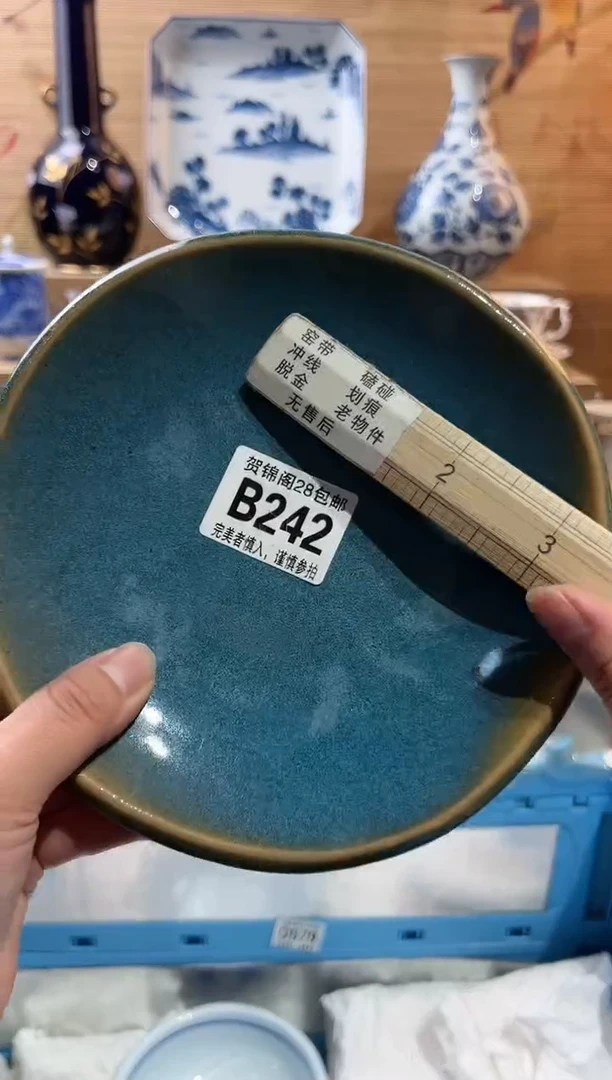 窑带 磕碰
冲线 划痕
脱金 老物件
无售后
2
3
贺锦阁28包邮
B242
完美者慎入，谨慎参拍